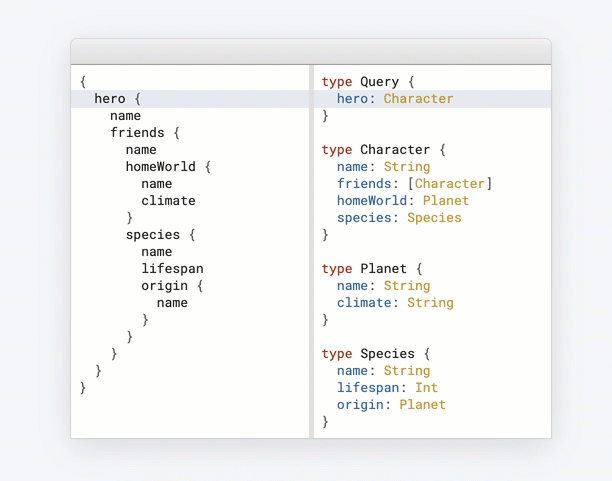 {
  hero {
    name
    friends {
      name
      homeWorld {
        name
        climate
      }
      species {
        name
        lifespan
        origin {
          name
        }
      }
    }
  }
}
type Query {
  hero: Character
}

type Character {
  name: String
  friends: [Character]
  homeWorld: Planet
  species: Species
}

type Planet {
  name: String
  climate: String
}

type Species {
  name: String
  lifespan: Int
  origin: Planet
}